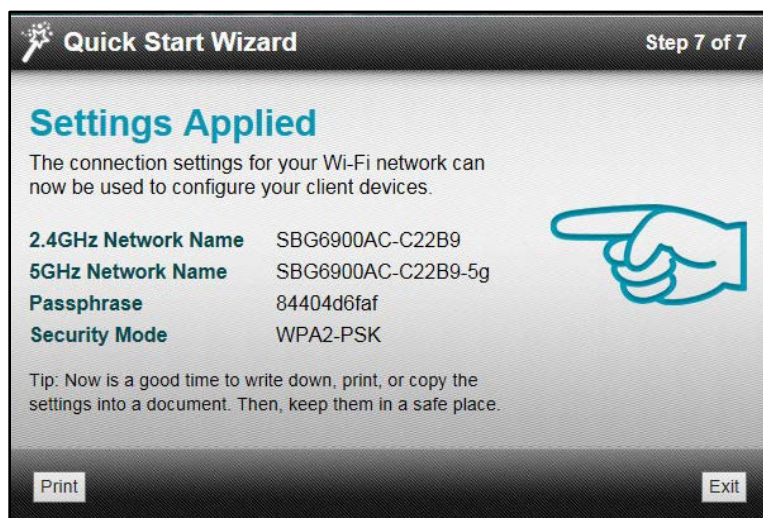 Quick Start Wizard
Step 7 of 7
Settings Applied
The connection settings for your Wi-Fi network can
now be used to configure your client devices.
2.4GHz Network Name SBG6900AC-C22B9
5GHz Network Name SBG6900AC-C22B9-5g
Passphrase 84404d6faf
Security Mode WPA2-PSK
Tip: Now is a good time to write down, print, or copy the
settings into a document. Then, keep them in a safe place.
Print
Exit